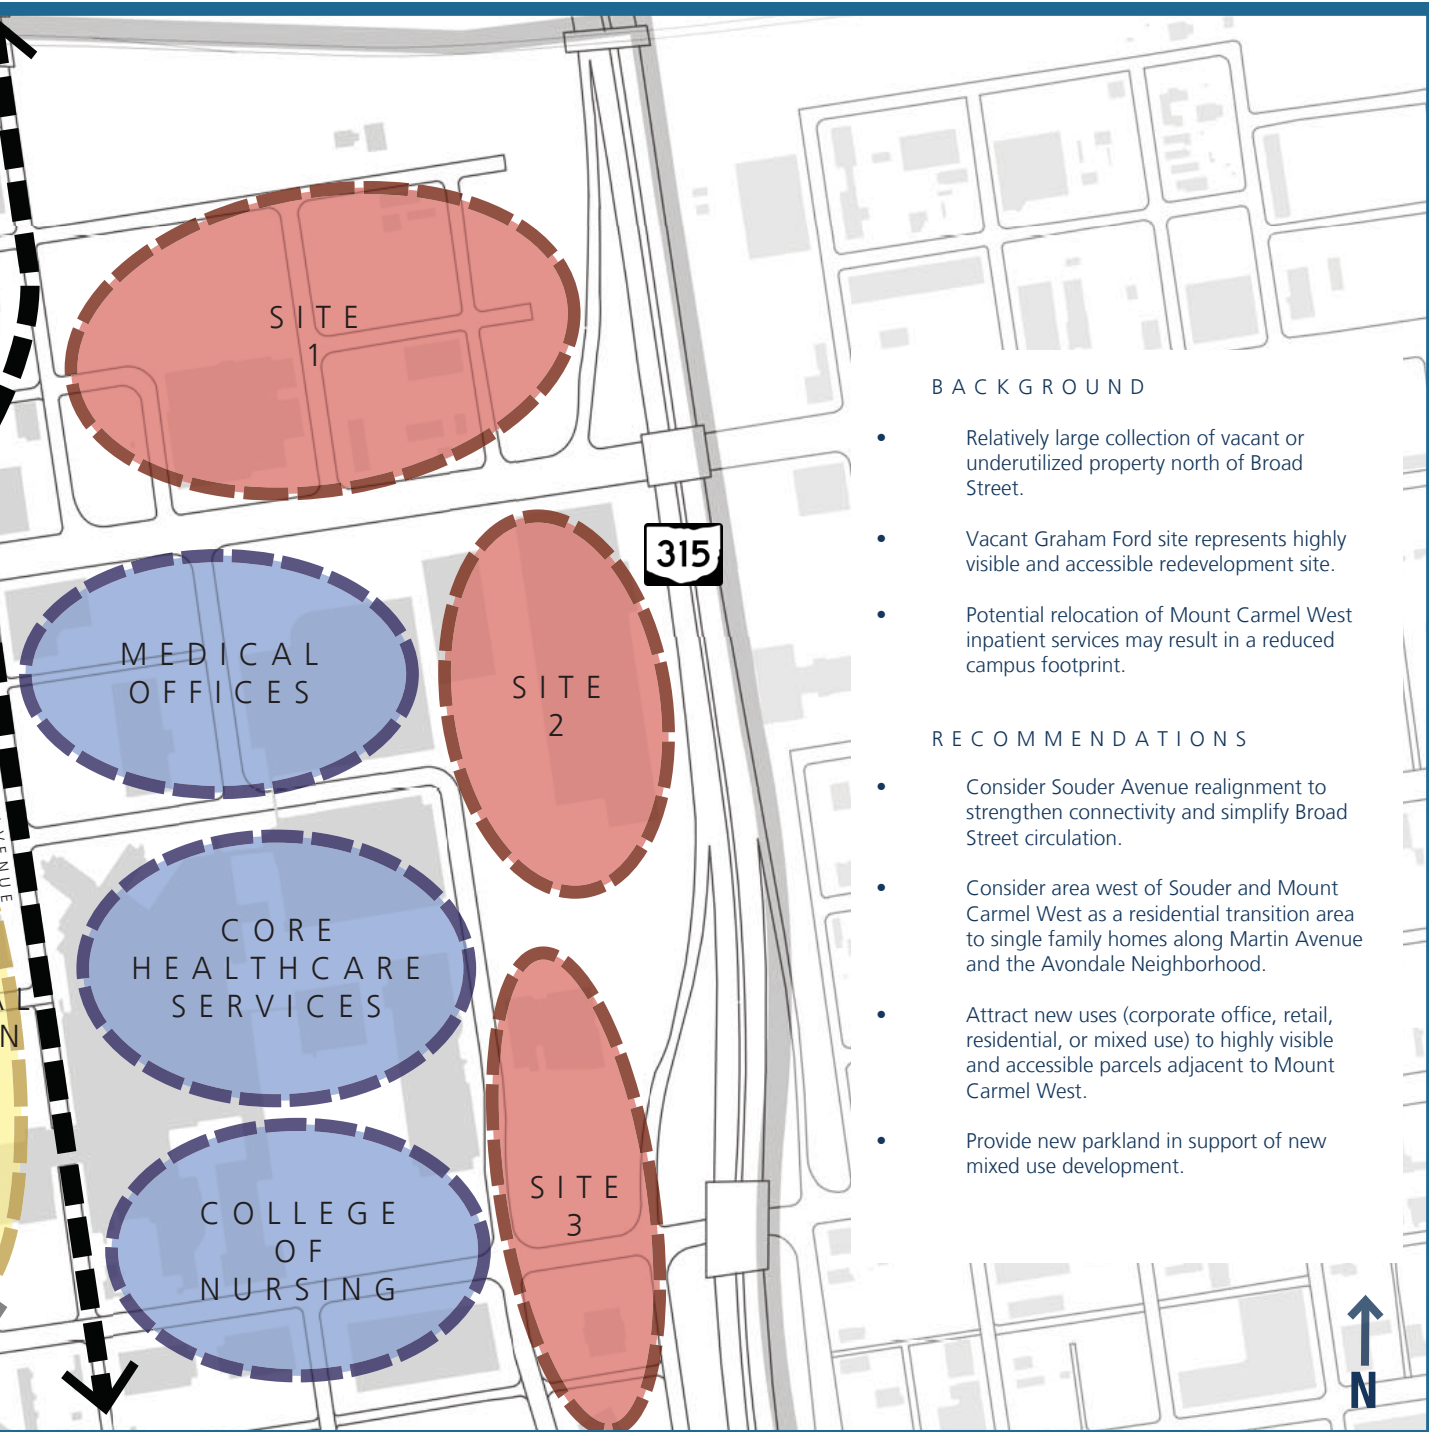 SITE
1
315
MEDICAL
OFFICES
SITE
2
CORE
HEALTHCARE
SERVICES
COLLEGE
OF
NURSING
SITE
3
BACKGROUND
• Relatively large collection of vacant or
underutilized property north of Broad
Street.
• Vacant Graham Ford site represents highly
visible and accessible redevelopment site.
• Potential relocation of Mount Carmel West
inpatient services may result in a reduced
campus footprint.
RECOMMENDATIONS
• Consider Souder Avenue realignment to
strengthen connectivity and simplify Broad
Street circulation.
• Consider area west of Souder and Mount
Carmel West as a residential transition area
to single family homes along Martin Avenue
and the Avondale Neighborhood.
• Attract new uses (corporate office, retail,
residential, or mixed use) to highly visible
and accessible parcels adjacent to Mount
Carmel West.
• Provide new parkland in support of new
mixed use development.
N